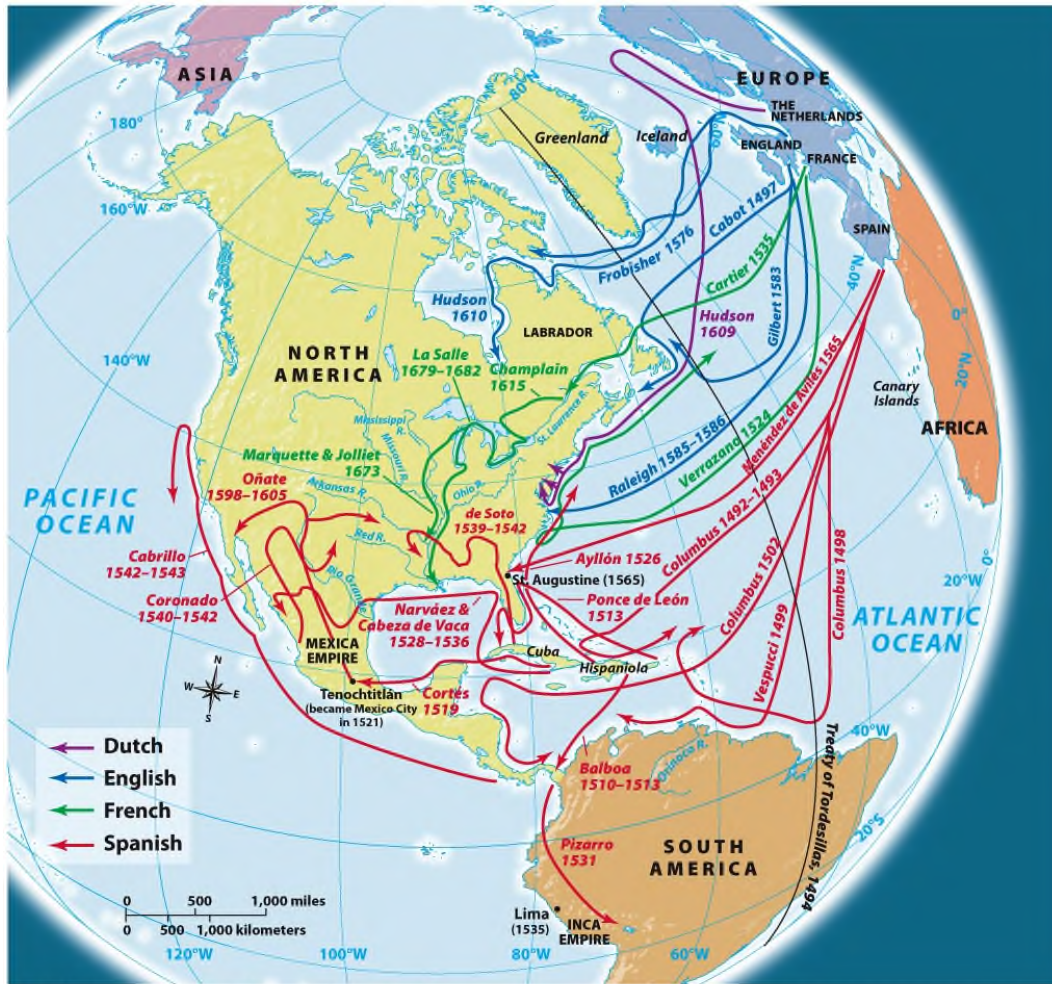 ASIA
EUROPE
THE
NETHERLANDS
ENGLAND
FRANCE
SPAIN
Greenland
Iceland
80°N
60°N
180°
160°W
140°W
40°N
0°
20°N
Cabot 1497
Frobisher 1576
Cartier 1535
Gilbert 1583
Hudson
1610
LABRADOR
Hudson
1609
NORTH
AMERICA
La Salle
1679–1682
Champlain
1615
St. Lawrence R.
Mississippi
R.
Missouri R.
Marquette & Jolliet
1673
Ohio R.
Arkansas R.
Red R.
Rio Grande
Canary
Islands
AFRICA
Menéndez de Avilés 1565
Verrazano 1524
Raleigh 1585–1586
Columbus 1492–1493
Columbus 1502
Columbus 1498
Vespucci 1499
PACIFIC
OCEAN
Oñate
1598–1605
de Soto
1539–1542
Cabrillo
1542–1543
Coronado
1540–1542
Ayllón 1526
St. Augustine (1565)
Ponce de León
1513
Narváez &
Cabeza de Vaca
1528–1536
0°
20°W
ATLANTIC
OCEAN
MEXICA
EMPIRE
Cuba
Hispaniola
N
W
E
S
Tenochtitlán
(became Mexico City
in 1521)
Cortés
1519
40°W
Treaty of Tordesillas, 1494
Orinoco R.
Balboa
1510–1513
Dutch
English
French
Spanish
Pizarro
1531
SOUTH
AMERICA
20°S
0 500 1,000 miles
0 500 1,000 kilometers
Lima
(1535)
INCA
EMPIRE
120°W
100°W
80°W
60°W